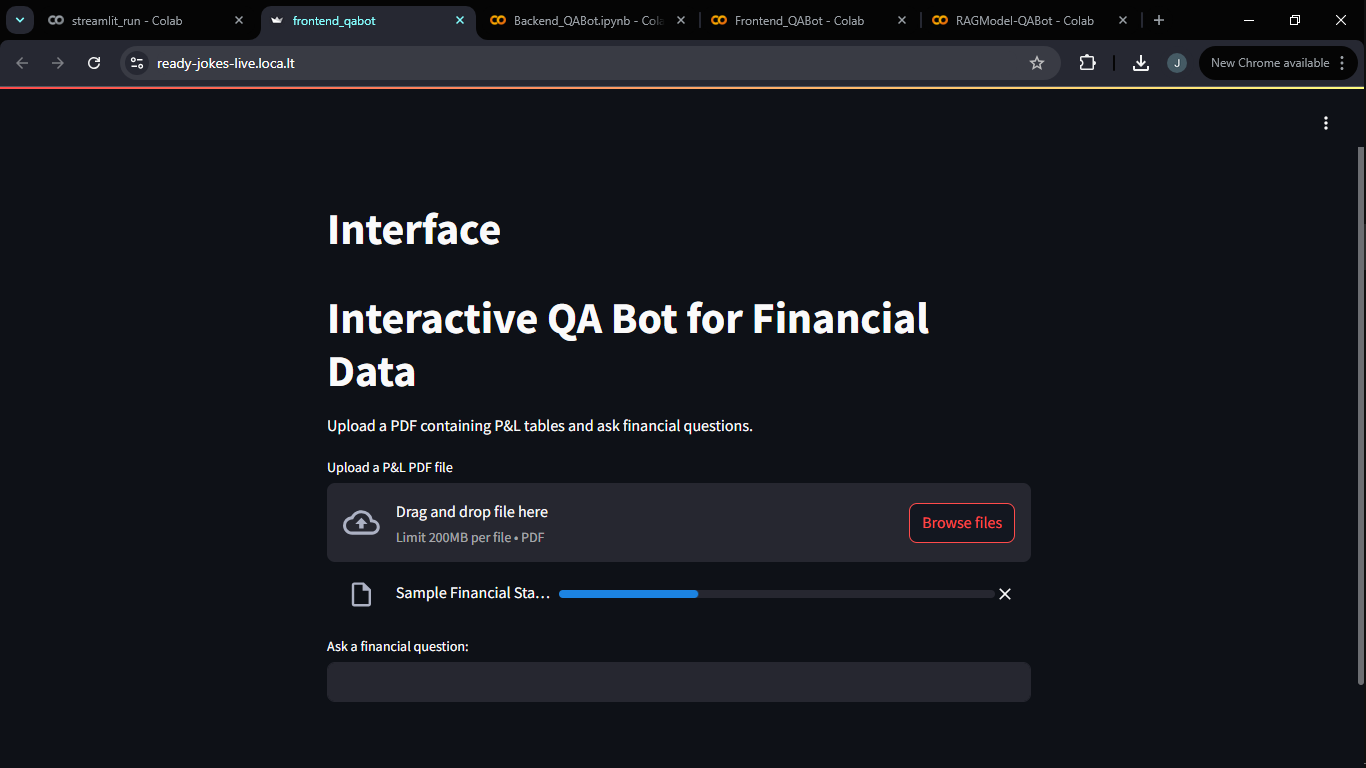 streamlit_run - Colab
frontend_qabot
Backend_QABot.ipynb - Cola
Frontend_QABot - Colab
RAGModel-QABot - Colab
ready-jokes-live.loca.lt
J
New Chrome available
Interface
Interactive QA Bot for Financial
Data
Upload a PDF containing P&L tables and ask financial questions.
Upload a P&L PDF file
Drag and drop file here
Limit 200MB per file • PDF
Browse files
Sample Financial Sta...
Ask a financial question: